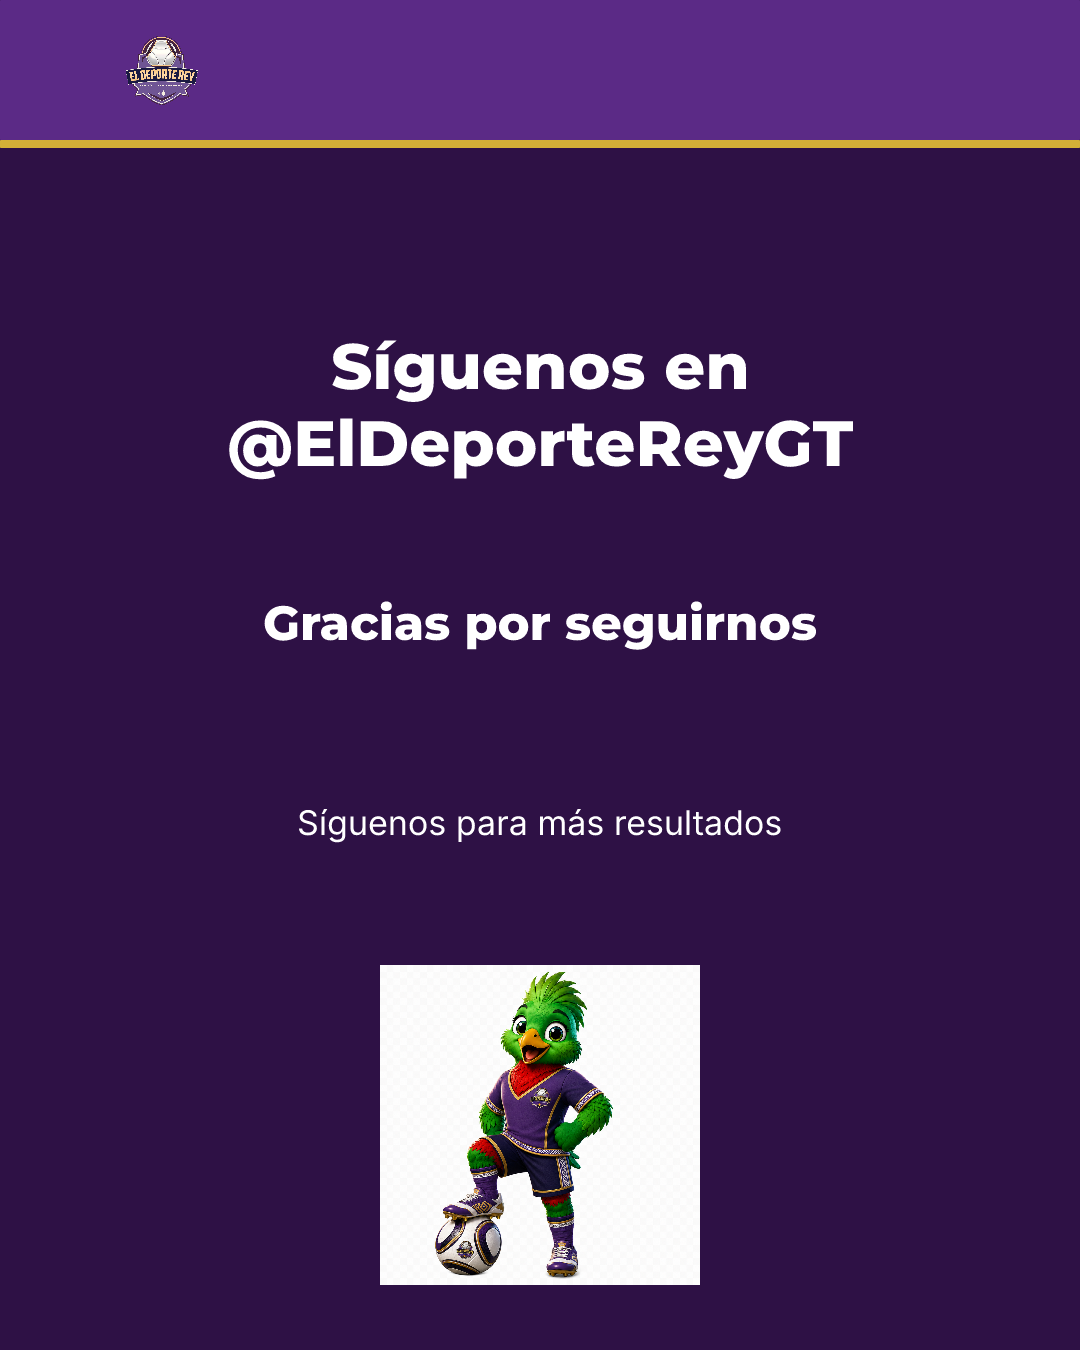 EL DEPORTE REY
Síguenos en
@ElDeporteReyGT
Gracias por seguirnos
Síguenos para más resultados